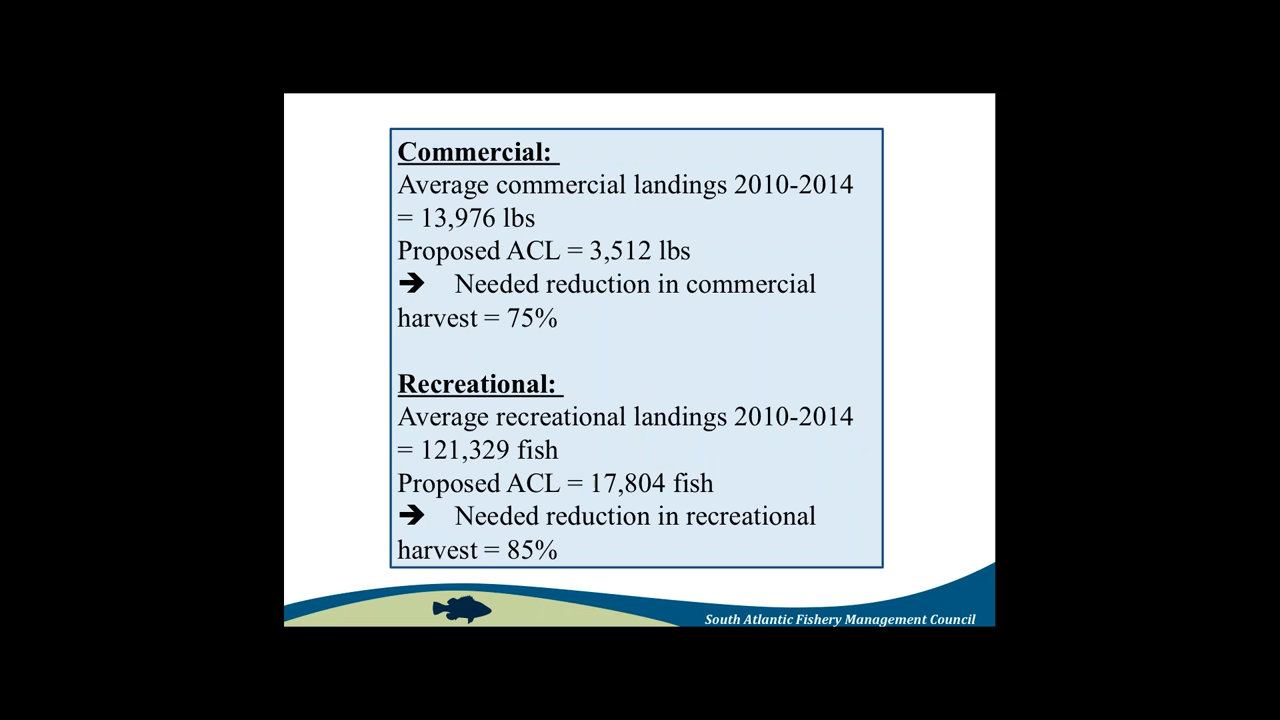 Commercial:
Average commercial landings 2010-2014
= 13,976 lbs
Proposed ACL = 3,512 lbs
➔ Needed reduction in commercial
harvest = 75%
Recreational:
Average recreational landings 2010-2014
= 121,329 fish
Proposed ACL = 17,804 fish
➔ Needed reduction in recreational
harvest = 85%
South Atlantic Fishery Management Council